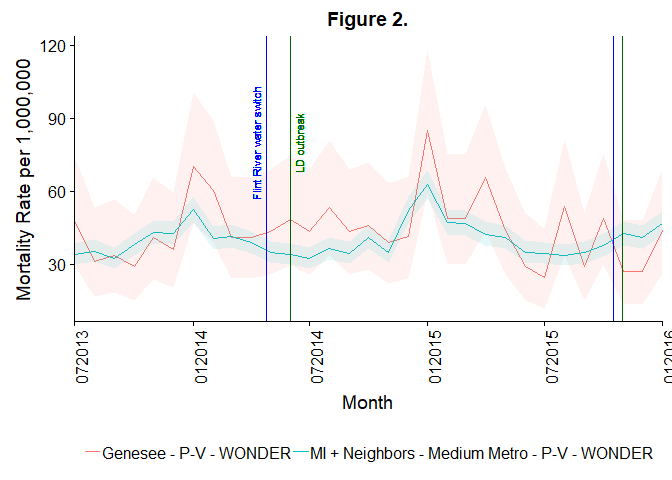 Figure 2.
Mortality Rate per 1,000,000
120
90
60
30
Flint River water switch
LD outbreak
072013
012014
072014
012015
072015
012016
Month
Genesee - P-V - WONDER
MI + Neighbors - Medium Metro - P-V - WONDER